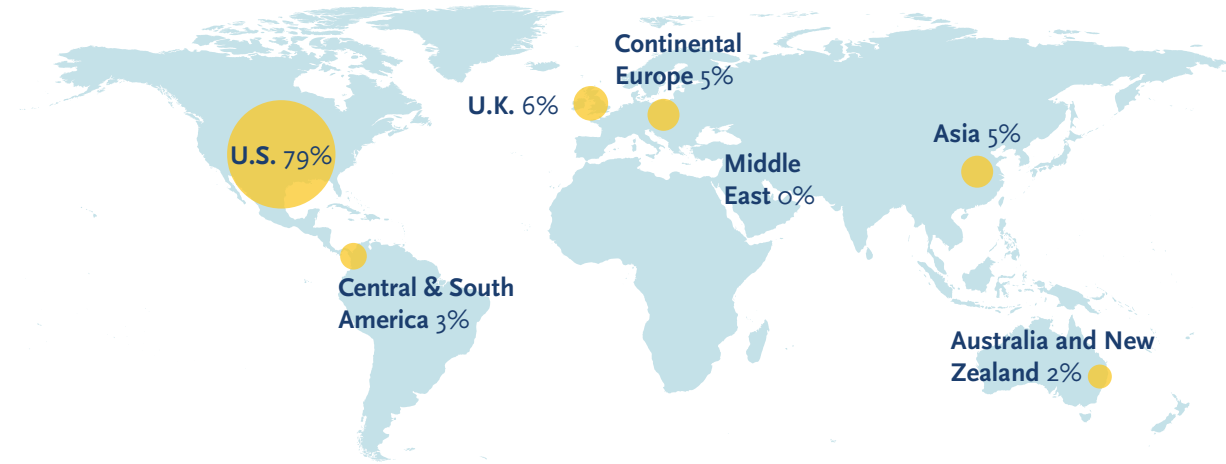 Continental
Europe 5%
U.K. 6%
Asia 5%
U.S. 79%
Middle
East 0%
Central & South
America 3%
Australia and New
Zealand 2%